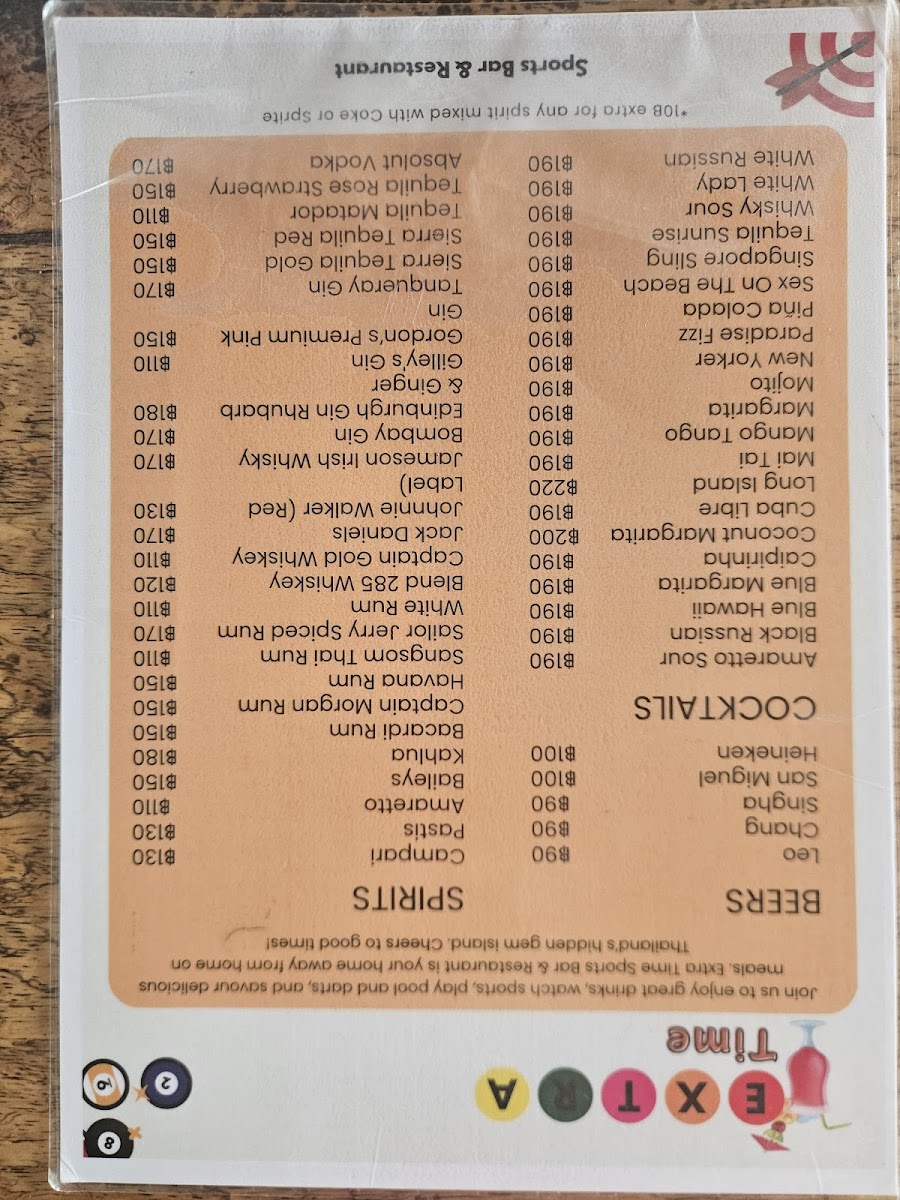 EXTRA
Time
8
2
6
Join us to enjoy great drinks, watch sports, play pool and darts, and savour delicious
meals. Extra Time Sports Bar & Restaurant is your home away from home on
Thailand's hidden gem island. Cheers to good times!
BEERS
Leo ฿90
Chang ฿90
Singha ฿90
San Miguel ฿100
Heineken ฿100
COCKTAILS
Amaretto Sour ฿190
Black Russian ฿190
Blue Hawaii ฿190
Blue Margarita ฿190
Caipirinha ฿190
Coconut Margarita ฿200
Cuba Libre ฿190
Long Island ฿220
Mai Tai ฿190
Mango Tango ฿190
Margarita ฿190
Mojito ฿190
New Yorker ฿190
Paradise Fizz ฿190
Piña Colada ฿190
Sex On The Beach ฿190
Singapore Sling ฿190
Tequila Sunrise ฿190
Whisky Sour ฿190
White Lady ฿190
White Russian ฿190
SPIRITS
Campari ฿130
Pastis ฿130
Amaretto ฿110
Baileys ฿150
Kahlua ฿180
Bacardi Rum ฿150
Captain Morgan Rum ฿150
Havana Rum ฿150
Sangsom Thai Rum ฿110
Sailor Jerry Spiced Rum ฿170
White Rum ฿110
Blend 285 Whiskey ฿120
Captain Gold Whiskey ฿110
Jack Daniels ฿170
Johnnie Walker (Red ฿130
Label)
Jameson Irish Whisky ฿170
Bombay Gin ฿170
Edinburgh Gin Rhubarb ฿180
& Ginger
Gilley's Gin ฿110
Gordon's Premium Pink ฿150
Gin
Tanqueray Gin ฿170
Sierra Tequila Gold ฿150
Sierra Tequila Red ฿150
Tequila Matador ฿110
Tequila Rose Strawberry ฿150
Absolut Vodka ฿170
*10B extra for any spirit mixed with Coke or Sprite
Sports Bar & Restaurant